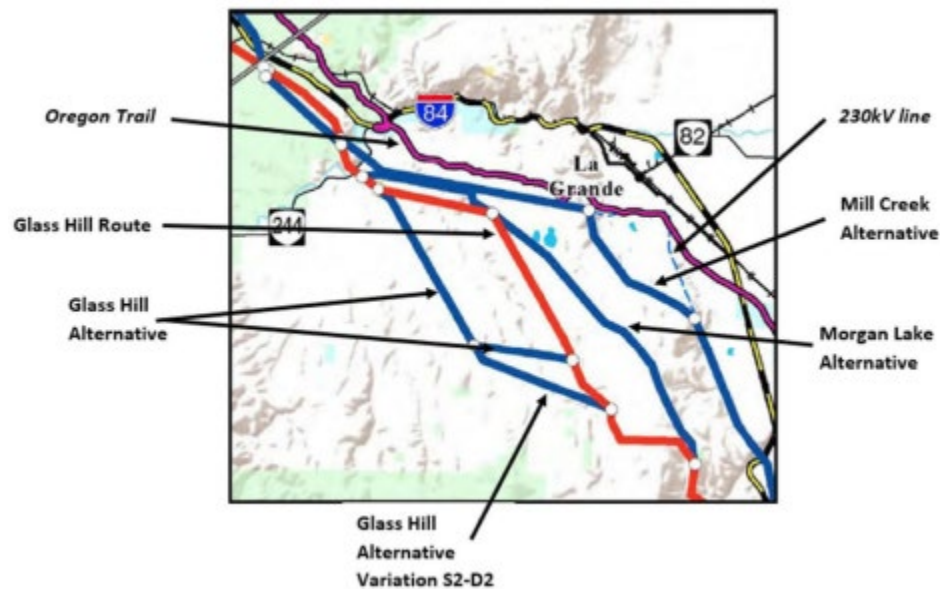 84
Oregon Trail
82
230kV line
La
Grande
Mill Creek
Alternative
Glass Hill Route
244
Glass Hill
Alternative
Morgan Lake
Alternative
Glass Hill
Alternative
Variation S2-D2